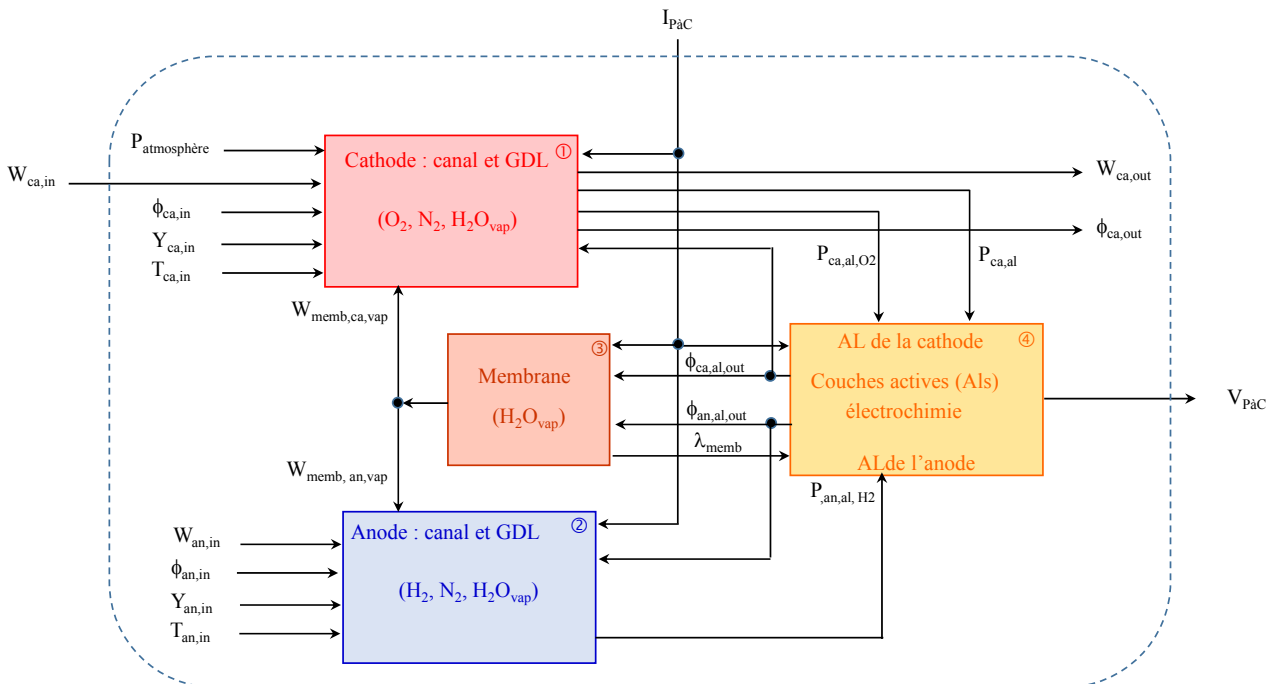 I_PàC
P_atmosphère
W_ca,in
ϕ_ca,in
Y_ca,in
T_ca,in
Cathode : canal et GDL ①
(O₂, N₂, H₂O_vap)
W_ca,out
ϕ_ca,out
P_ca,al,O2
P_ca,al
W_memb,ca,vap
Membrane ③
(H₂O_vap)
ϕ_ca,al,out
ϕ_an,al,out
λ_memb
AL de la cathode ④
Couches actives (Als)
électrochimie
ALde l’anode
V_PàC
W_memb, an,vap
P_,an,al, H2
W_an,in
ϕ_an,in
Y_an,in
T_an,in
Anode : canal et GDL ②
(H₂, N₂, H₂O_vap)